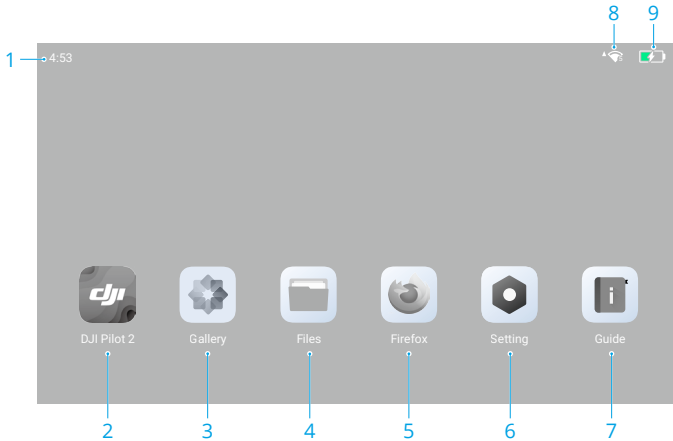 8 9
1 4:53
dji
i
DJI Pilot 2 Gallery Files Firefox Setting Guide
2 3 4 5 6 7